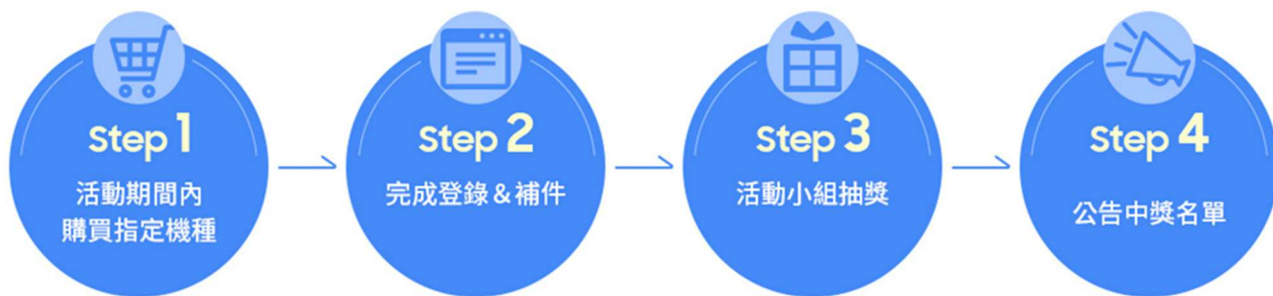 Step 1
活動期間內
購買指定機種
Step 2
完成登錄＆補件
Step 3
活動小組抽獎
Step 4
公告中獎名單